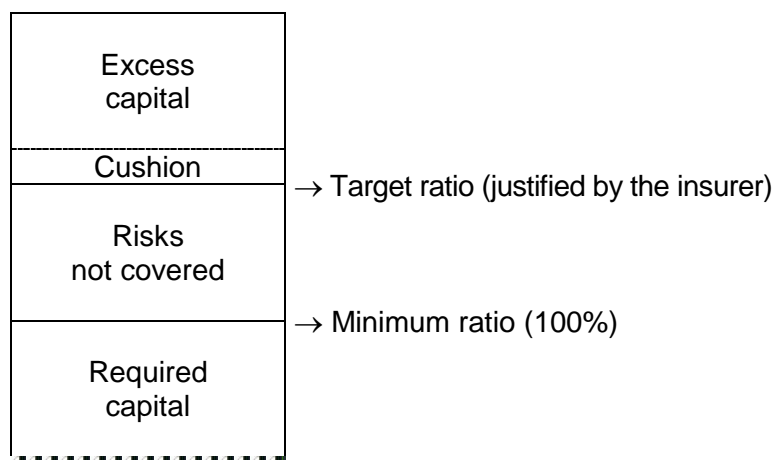 Excess
capital
Cushion
→ Target ratio (justified by the insurer)
Risks
not covered
→ Minimum ratio (100%)
Required
capital